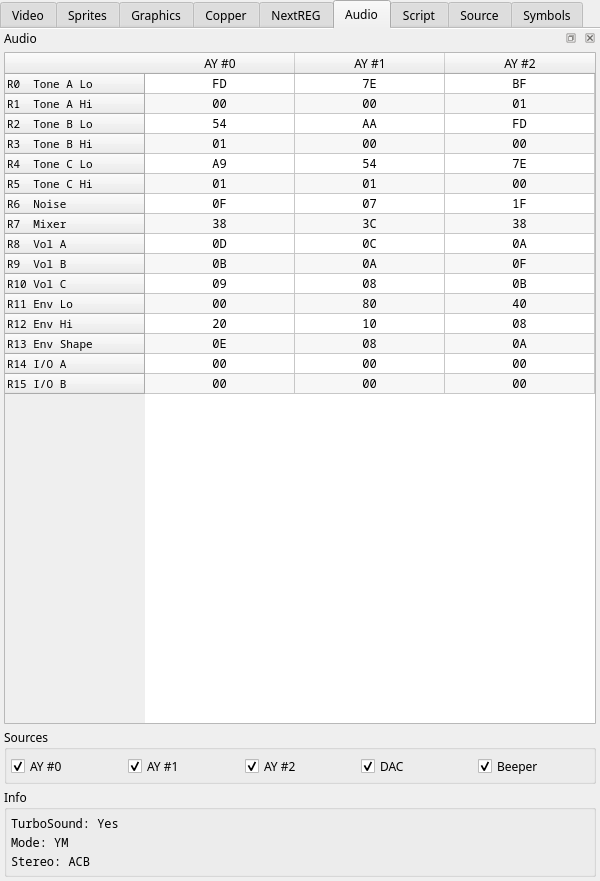 Video Sprites Graphics Copper NextREG Audio Script Source Symbols
Audio
AY #0 AY #1 AY #2
R0 Tone A Lo FD 7E BF
R1 Tone A Hi 00 00 01
R2 Tone B Lo 54 AA FD
R3 Tone B Hi 01 00 00
R4 Tone C Lo A9 54 7E
R5 Tone C Hi 01 01 00
R6 Noise 0F 07 1F
R7 Mixer 38 3C 38
R8 Vol A 0D 0C 0A
R9 Vol B 0B 0A 0F
R10 Vol C 09 08 0B
R11 Env Lo 00 80 40
R12 Env Hi 20 10 08
R13 Env Shape 0E 08 0A
R14 I/O A 00 00 00
R15 I/O B 00 00 00
Sources
AY #0 AY #1 AY #2 DAC Beeper
Info
TurboSound: Yes
Mode: YM
Stereo: ACB